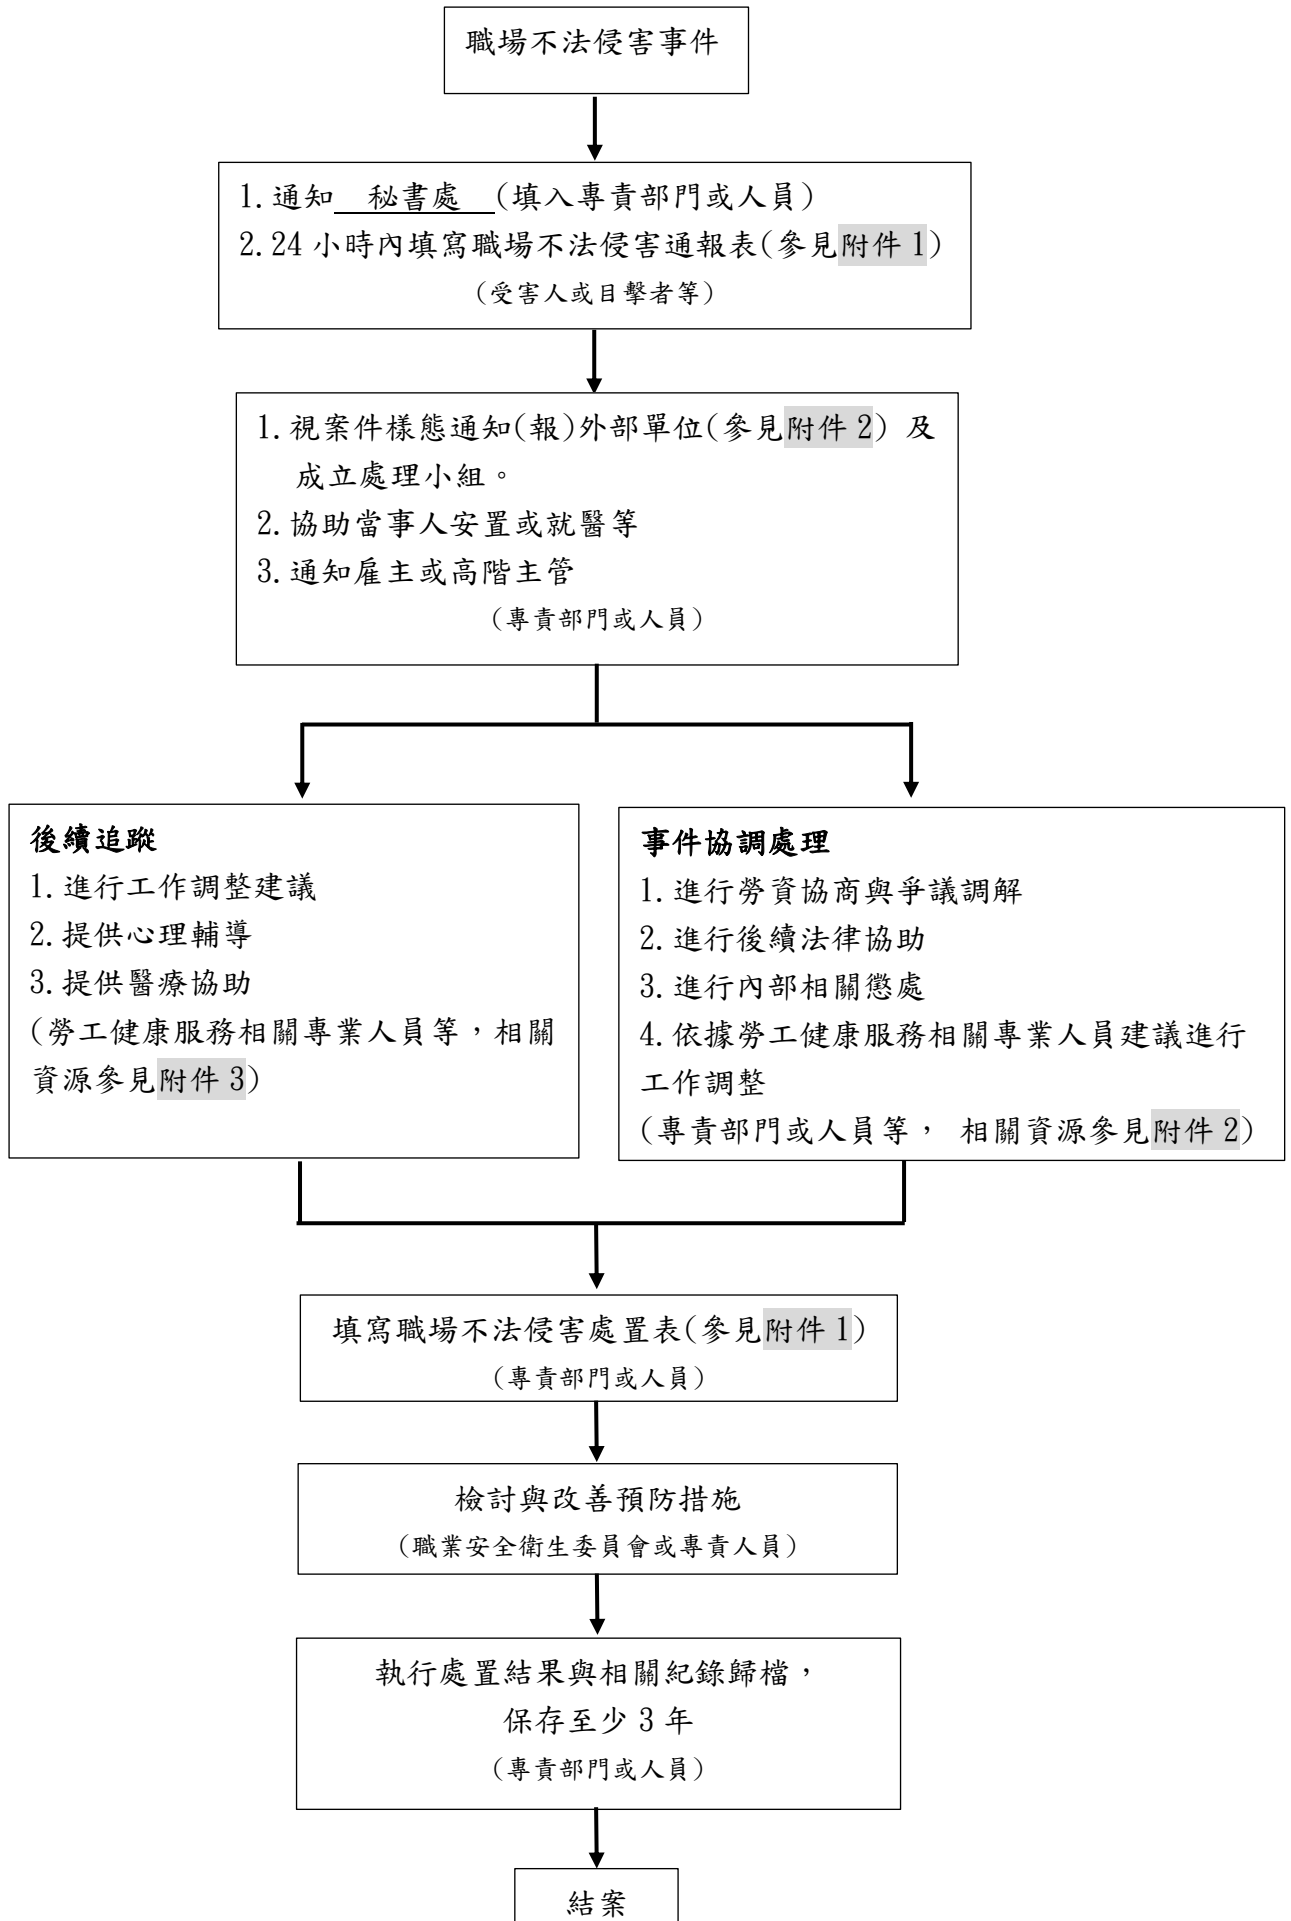 職場不法侵害事件
1.通知 秘書處 (填入專責部門或人員)
2.24 小時內填寫職場不法侵害通報表(參見附件 1)
(受害人或目擊者等)
1.視案件樣態通知(報)外部單位(參見附件 2) 及
成立處理小組。
2.協助當事人安置或就醫等
3.通知雇主或高階主管
(專責部門或人員)
後續追蹤
1.進行工作調整建議
2.提供心理輔導
3.提供醫療協助
(勞工健康服務相關專業人員等，相關
資源參見附件 3)
事件協調處理
1.進行勞資協商與爭議調解
2.進行後續法律協助
3.進行內部相關懲處
4.依據勞工健康服務相關專業人員建議進行
工作調整
(專責部門或人員等， 相關資源參見附件 2)
填寫職場不法侵害處置表(參見附件 1)
(專責部門或人員)
檢討與改善預防措施
(職業安全衛生委員會或專責人員)
執行處置結果與相關紀錄歸檔，
保存至少 3 年
(專責部門或人員)
結案